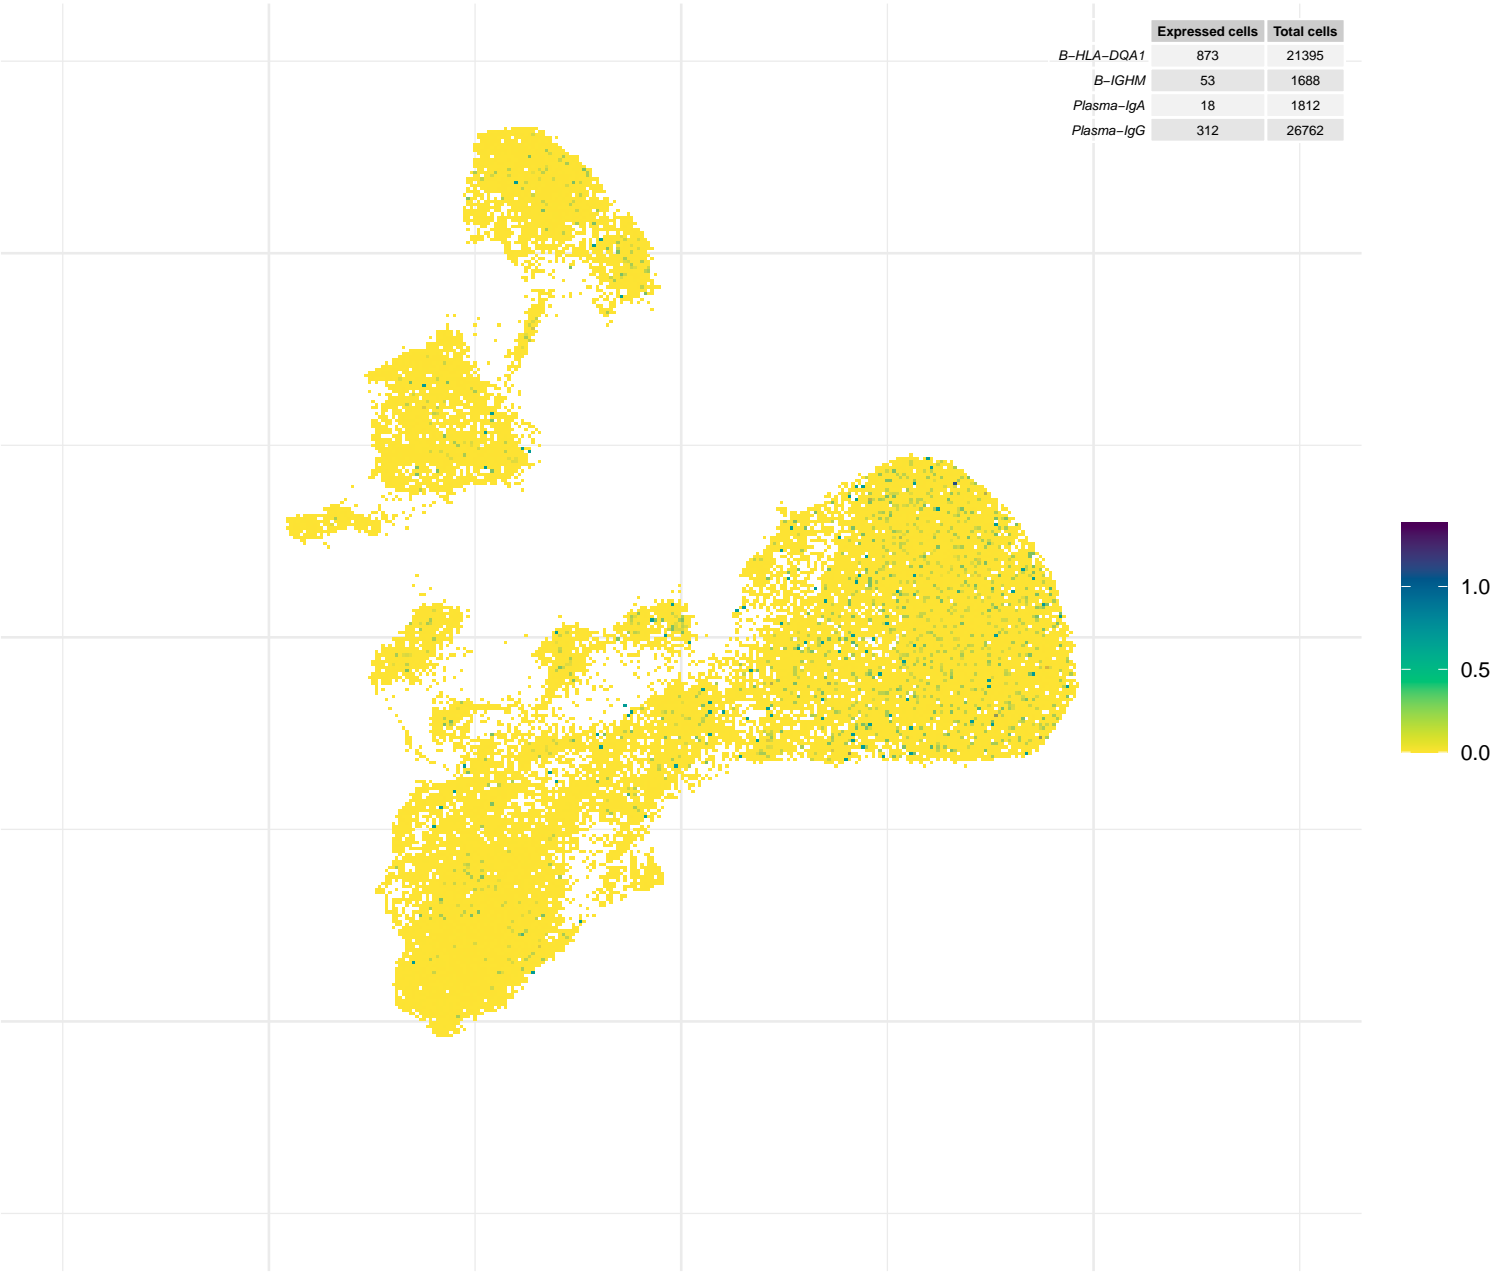 Expressed cells Total cells
B−HLA−DQA1 873 21395
B−IGHM 53 1688
Plasma−IgA 18 1812
Plasma−IgG 312 26762
1.0
0.5
0.0